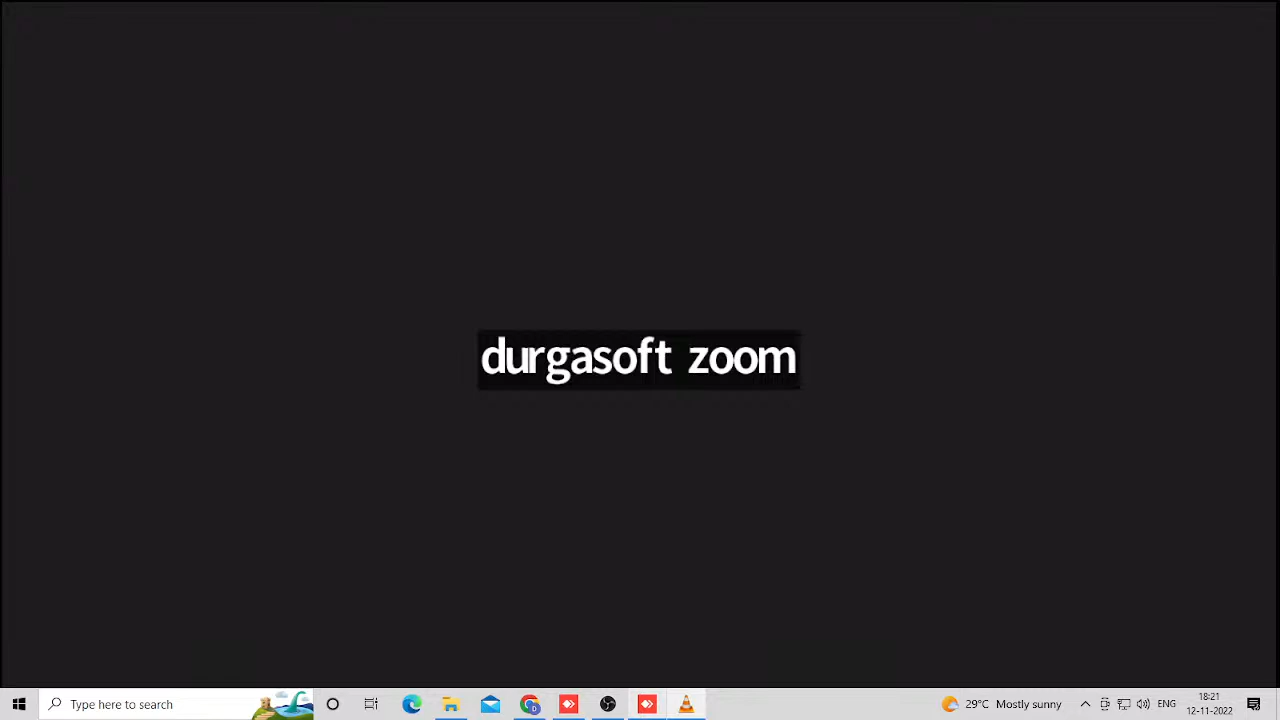 durgasoft zoom
Type here to search
29°C Mostly sunny
ENG
18:21
12-11-2022